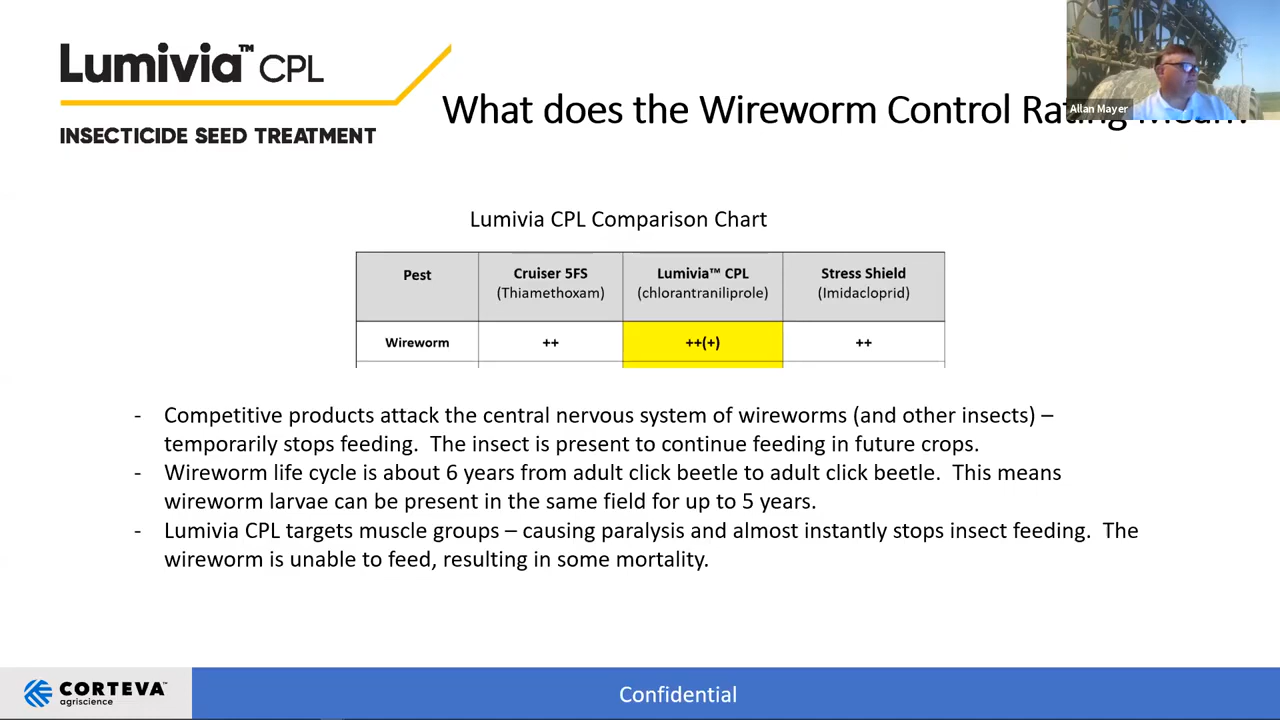 Lumivia™ CPL
INSECTICIDE SEED TREATMENT
Allan Mayer
What does the Wireworm Control Rating Mean?
Lumivia CPL Comparison Chart
Pest
Cruiser 5FS
(Thiamethoxam)
Lumivia™ CPL
(chlorantraniliprole)
Stress Shield
(Imidacloprid)
Wireworm
++
++(+)
++
- Competitive products attack the central nervous system of wireworms (and other insects) –
temporarily stops feeding. The insect is present to continue feeding in future crops.
- Wireworm life cycle is about 6 years from adult click beetle to adult click beetle. This means
wireworm larvae can be present in the same field for up to 5 years.
- Lumivia CPL targets muscle groups – causing paralysis and almost instantly stops insect feeding. The
wireworm is unable to feed, resulting in some mortality.
CORTEVA™
agriscience
Confidential